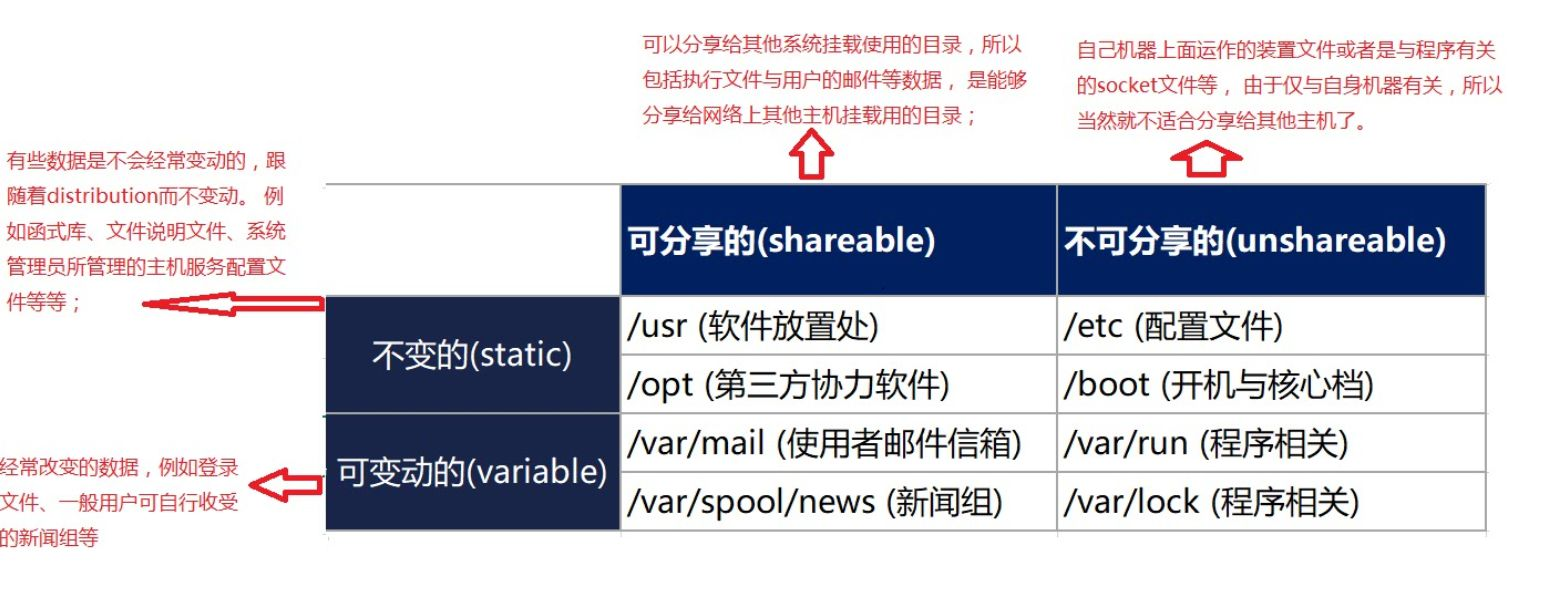 可以分享给其他系统挂载使用的目录，所以
包括执行文件与用户的邮件等数据， 是能够
分享给网络上其他主机挂载用的目录；
自己机器上面运作的装置文件或者是与程序有关
的socket文件等， 由于仅与自身机器有关，所以
当然就不适合分享给其他主机了。
有些数据是不会经常变动的，跟
随着distribution而不变动。 例
如函式库、文件说明文件、系统
管理员所管理的主机服务配置文
件等等；
可分享的(shareable)
不可分享的(unshareable)
不变的(static)
/usr (软件放置处)
/etc (配置文件)
/opt (第三方协力软件)
/boot (开机与核心档)
可变动的(variable)
/var/mail (使用者邮件信箱)
/var/run (程序相关)
/var/spool/news (新闻组)
/var/lock (程序相关)
经常改变的数据，例如登录
文件、一般用户可自行收受
的新闻组等